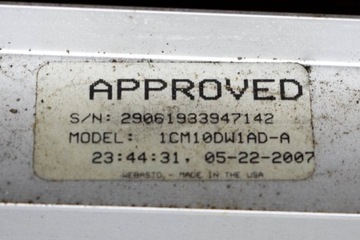 APPROVED
S/N: 29061933947142
MODEL: 1CM10DW1AD-A
23:44:31, 05-22-2007
WEBASTO, - MADE IN THE USA